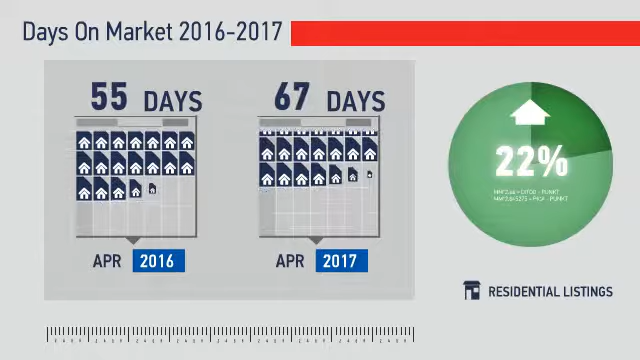 Days On Market 2016-2017
55 DAYS
67 DAYS
APR 2016
APR 2017
22%
RESIDENTIAL LISTINGS